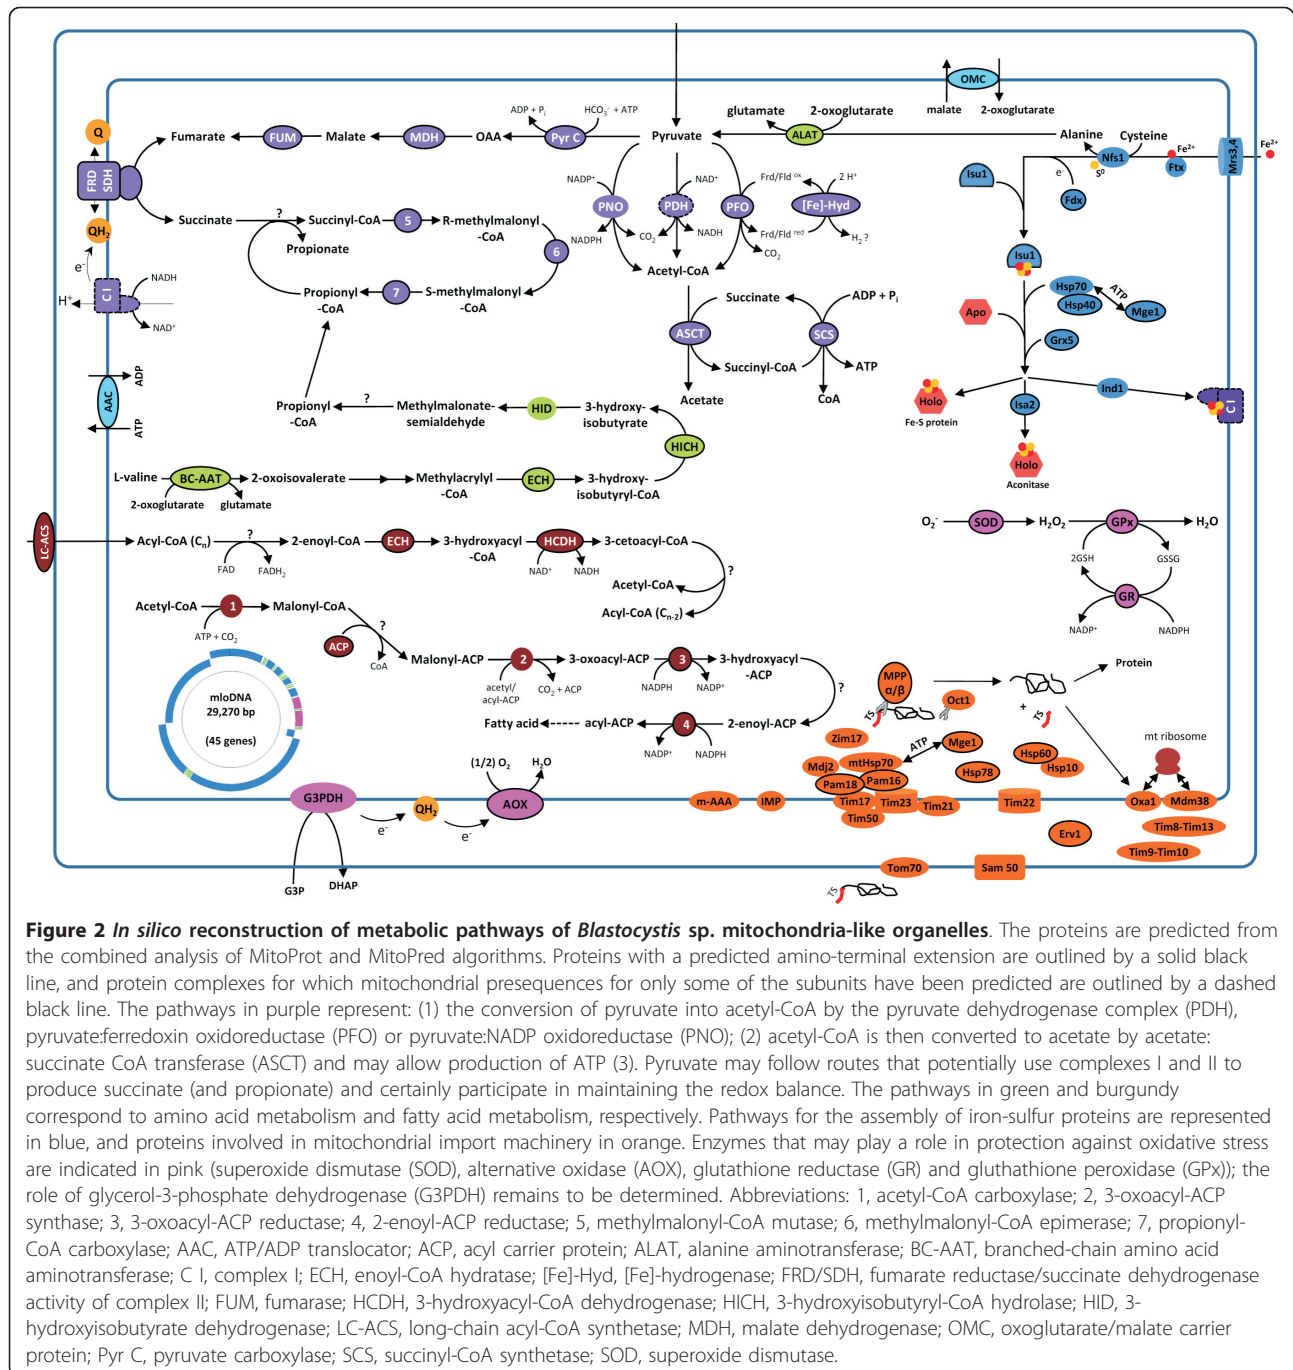 OMC
malate
2-oxoglutarate
ADP + Pi
HCO3- + ATP
glutamate
2-oxoglutarate
Q
Fumarate
FUM
Malate
MDH
OAA
Pyr C
Pyruvate
ALAT
Alanine
Cysteine
Nfs1
S0
Fe2+
Ftx
Mrs3,4
Fe2+
FRD
SDH
Isu1
e-
Fdx
NADP+
NAD+
Frd/Fld ox
2 H+
PNO
PDH
PFO
[Fe]-Hyd
NADPH
CO2
NADH
Frd/Fld red
H2 ?
CO2
Succinate
?
Succinyl-CoA
5
R-methylmalonyl
-CoA
Propionate
QH2
6
e-
Isu1
Acetyl-CoA
C I
NADH
H+
NAD+
Propionyl
-CoA
7
S-methylmalonyl
-CoA
Succinate
ADP + Pi
Hsp70
Hsp40
ATP
Mge1
Apo
ASCT
SCS
Grx5
Succinyl-CoA
ATP
AAC
ADP
ATP
Ind1
Acetate
CoA
Holo
Fe-S protein
Isa2
C I
Propionyl
-CoA
?
Methylmalonate-
semialdehyde
HID
3-hydroxy-
isobutyrate
HICH
Holo
Aconitase
L-valine
BC-AAT
2-oxoisovalerate
Methylacrylyl
-CoA
ECH
3-hydroxy-
isobutyryl-CoA
2-oxoglutarate
glutamate
LC-ACS
Acyl-CoA (Cn)
?
2-enoyl-CoA
ECH
3-hydroxyacyl
-CoA
HCDH
3-cetoacyl-CoA
FAD
FADH2
NAD+
NADH
?
Acetyl-CoA
Acyl-CoA (Cn-2)
O2-
SOD
H2O2
GPx
H2O
2GSH
GSSG
GR
NADP+
NADPH
Acetyl-CoA
1
Malonyl-CoA
ATP + CO2
ACP
?
CoA
Malonyl-ACP
2
3-oxoacyl-ACP
3
3-hydroxyacyl
-ACP
acetyl/
acyl-ACP
CO2 + ACP
NADPH
NADP+
?
Fatty acid
acyl-ACP
4
2-enoyl-ACP
NADP+
NADPH
mloDNA
29,270 bp
(45 genes)
MPP
α/β
TS
Oct1
+
TS
Protein
Zim17
ATP
Mge1
mt ribosome
Mdj2
mtHsp70
Hsp60
Hsp10
Pam18
Pam16
Hsp78
(1/2) O2
H2O
G3PDH
QH2
AOX
e-
e-
m-AAA
IMP
Tim17
Tim23
Tim21
Tim50
Tim22
Oxa1
Mdm38
Erv1
Tim8-Tim13
Tim9-Tim10
G3P
DHAP
Tom70
Sam 50
TS
Figure 2 In silico reconstruction of metabolic pathways of Blastocystis sp. mitochondria-like organelles. The proteins are predicted from
the combined analysis of MitoProt and MitoPred algorithms. Proteins with a predicted amino-terminal extension are outlined by a solid black
line, and protein complexes for which mitochondrial presequences for only some of the subunits have been predicted are outlined by a dashed
black line. The pathways in purple represent: (1) the conversion of pyruvate into acetyl-CoA by the pyruvate dehydrogenase complex (PDH),
pyruvate:ferredoxin oxidoreductase (PFO) or pyruvate:NADP oxidoreductase (PNO); (2) acetyl-CoA is then converted to acetate by acetate:
succinate CoA transferase (ASCT) and may allow production of ATP (3). Pyruvate may follow routes that potentially use complexes I and II to
produce succinate (and propionate) and certainly participate in maintaining the redox balance. The pathways in green and burgundy
correspond to amino acid metabolism and fatty acid metabolism, respectively. Pathways for the assembly of iron-sulfur proteins are represented
in blue, and proteins involved in mitochondrial import machinery in orange. Enzymes that may play a role in protection against oxidative stress
are indicated in pink (superoxide dismutase (SOD), alternative oxidase (AOX), glutathione reductase (GR) and gluthathione peroxidase (GPx)); the
role of glycerol-3-phosphate dehydrogenase (G3PDH) remains to be determined. Abbreviations: 1, acetyl-CoA carboxylase; 2, 3-oxoacyl-ACP
synthase; 3, 3-oxoacyl-ACP reductase; 4, 2-enoyl-ACP reductase; 5, methylmalonyl-CoA mutase; 6, methylmalonyl-CoA epimerase; 7, propionyl-
CoA carboxylase; AAC, ATP/ADP translocator; ACP, acyl carrier protein; ALAT, alanine aminotransferase; BC-AAT, branched-chain amino acid
aminotransferase; C I, complex I; ECH, enoyl-CoA hydratase; [Fe]-Hyd, [Fe]-hydrogenase; FRD/SDH, fumarate reductase/succinate dehydrogenase
activity of complex II; FUM, fumarase; HCDH, 3-hydroxyacyl-CoA dehydrogenase; HICH, 3-hydroxyisobutyryl-CoA hydrolase; HID, 3-
hydroxyisobutyrate dehydrogenase; LC-ACS, long-chain acyl-CoA synthetase; MDH, malate dehydrogenase; OMC, oxoglutarate/malate carrier
protein; Pyr C, pyruvate carboxylase; SCS, succinyl-CoA synthetase; SOD, superoxide dismutase.